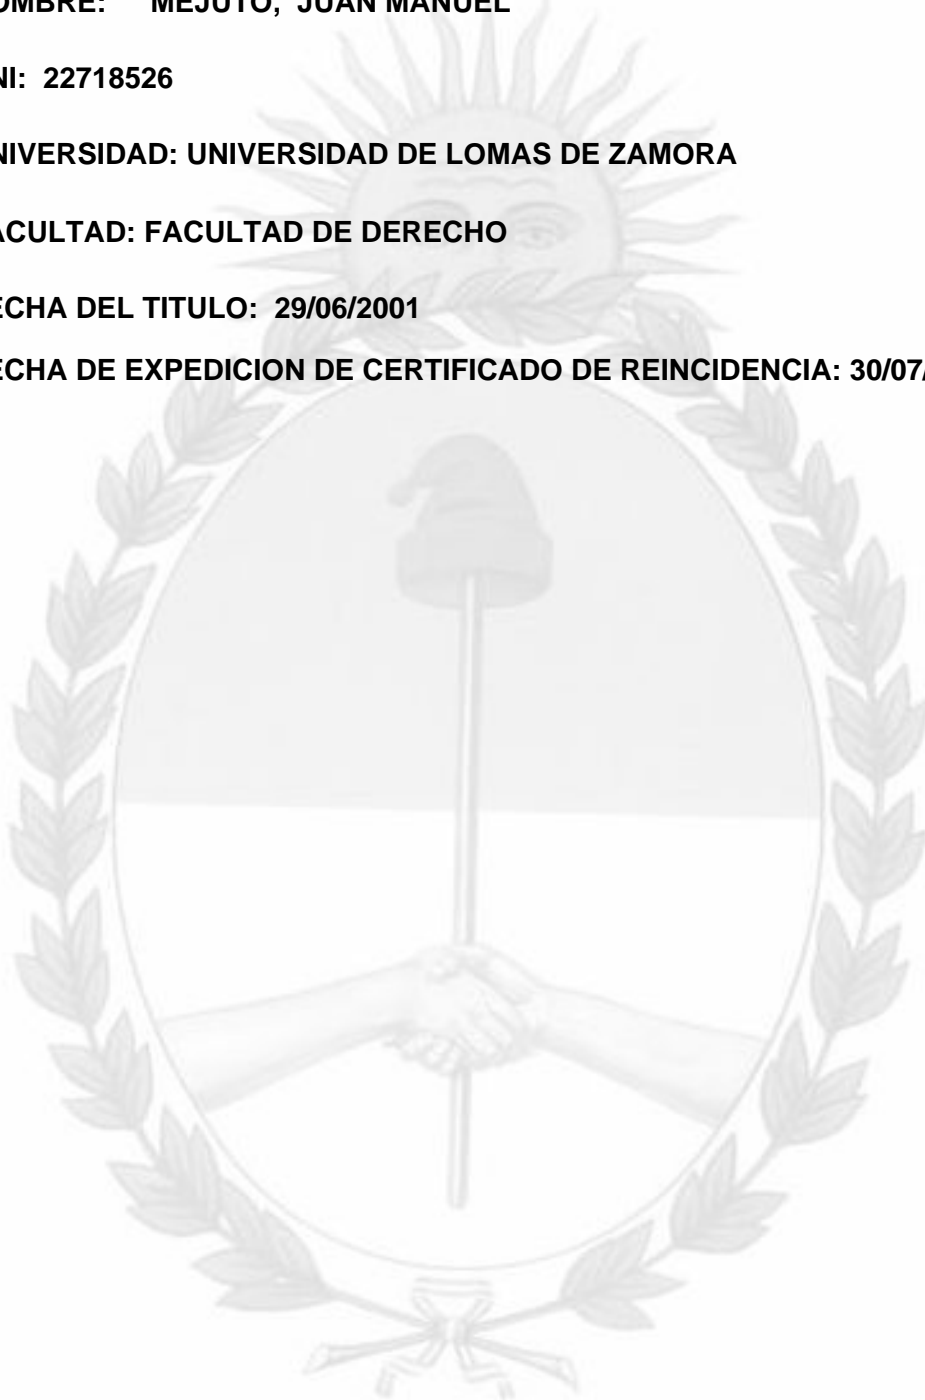 OMBRE: MEJUTO, JUAN MANUEL
NI: 22718526
NIVERSIDAD: UNIVERSIDAD DE LOMAS DE ZAMORA
ACULTAD: FACULTAD DE DERECHO
ECHA DEL TITULO: 29/06/2001
ECHA DE EXPEDICION DE CERTIFICADO DE REINCIDENCIA: 30/07/